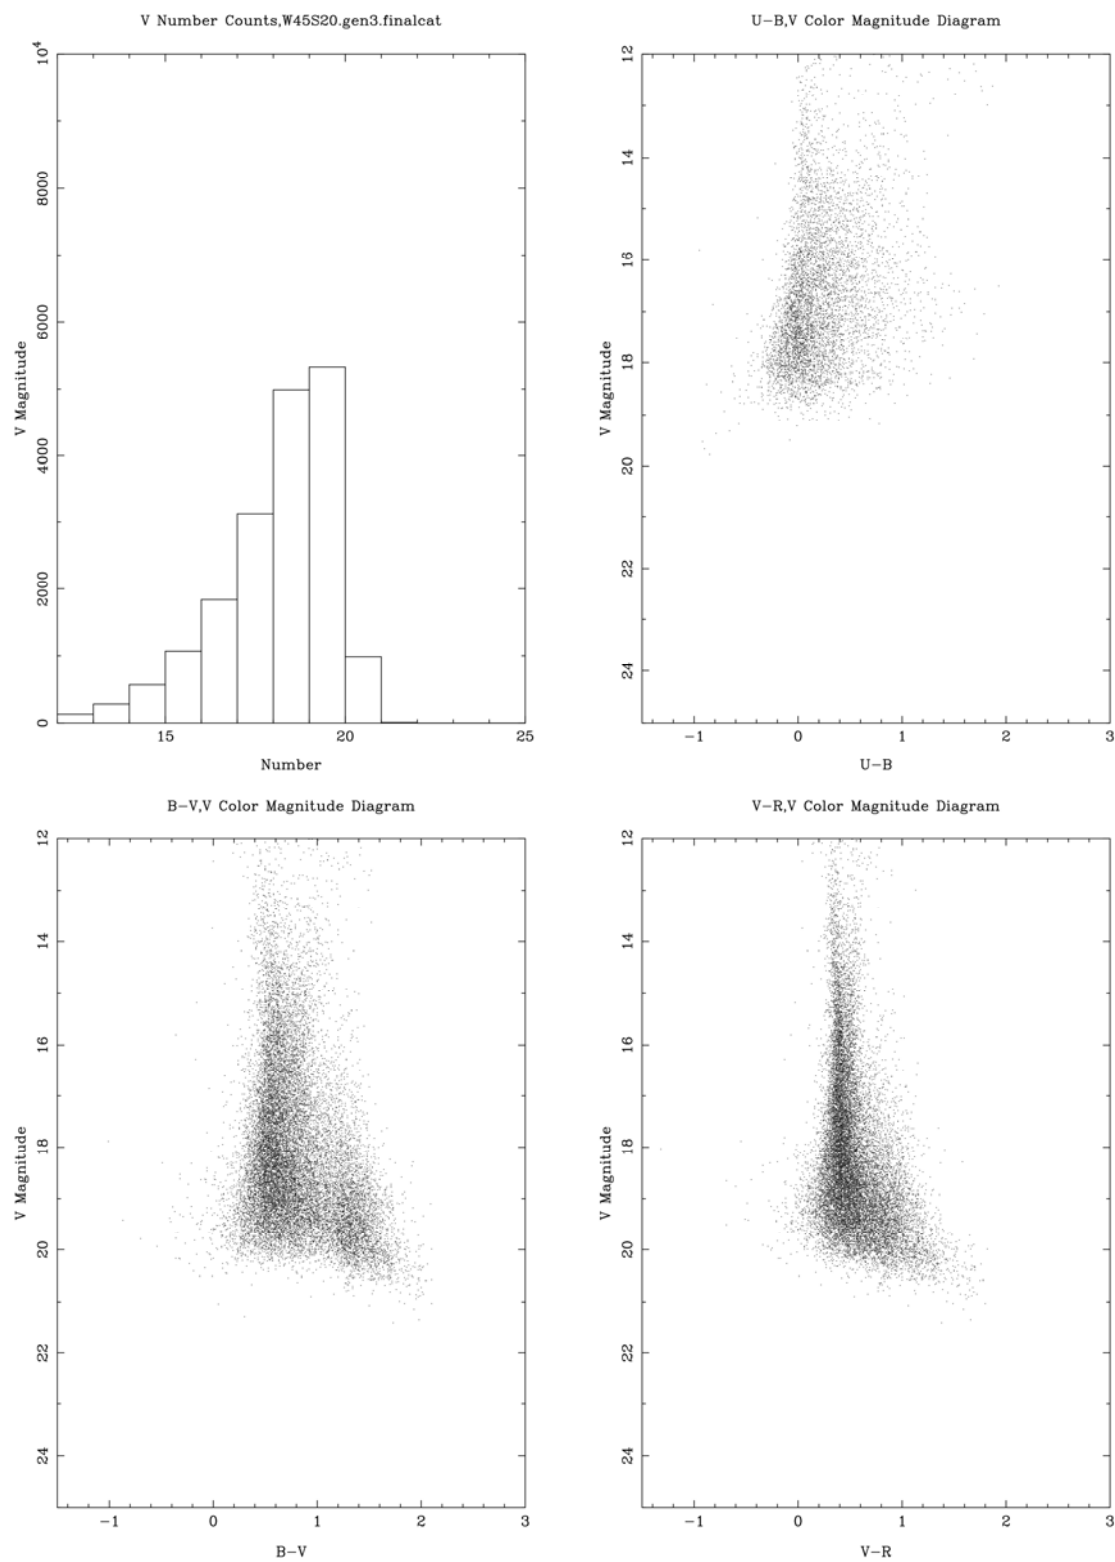 V Number Counts,W45S20.gen3.finalcat
V Magnitude
10⁴
8000
6000
4000
2000
0
15 20 25
Number
U−B,V Color Magnitude Diagram
V Magnitude
12
14
16
18
20
22
24
−1 0 1 2 3
U−B
B−V,V Color Magnitude Diagram
V Magnitude
12
14
16
18
20
22
24
−1 0 1 2 3
B−V
V−R,V Color Magnitude Diagram
V Magnitude
12
14
16
18
20
22
24
−1 0 1 2 3
V−R